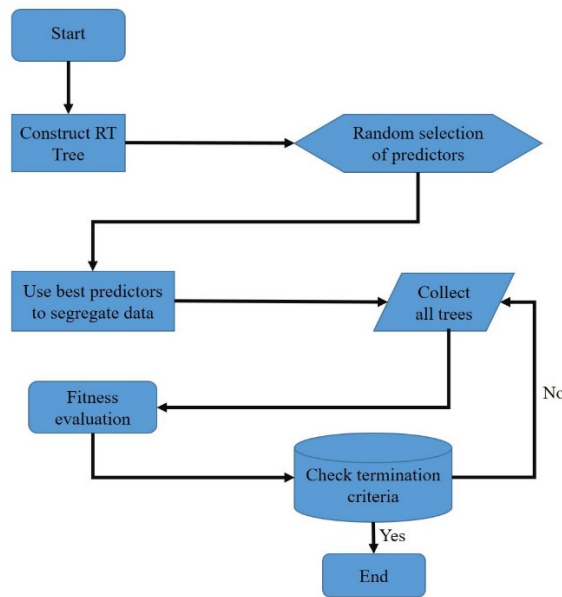 Start
Construct RT
Tree
Random selection
of predictors
Use best predictors
to segregate data
Collect
all trees
Fitness
evaluation
No
Check termination
criteria
Yes
End